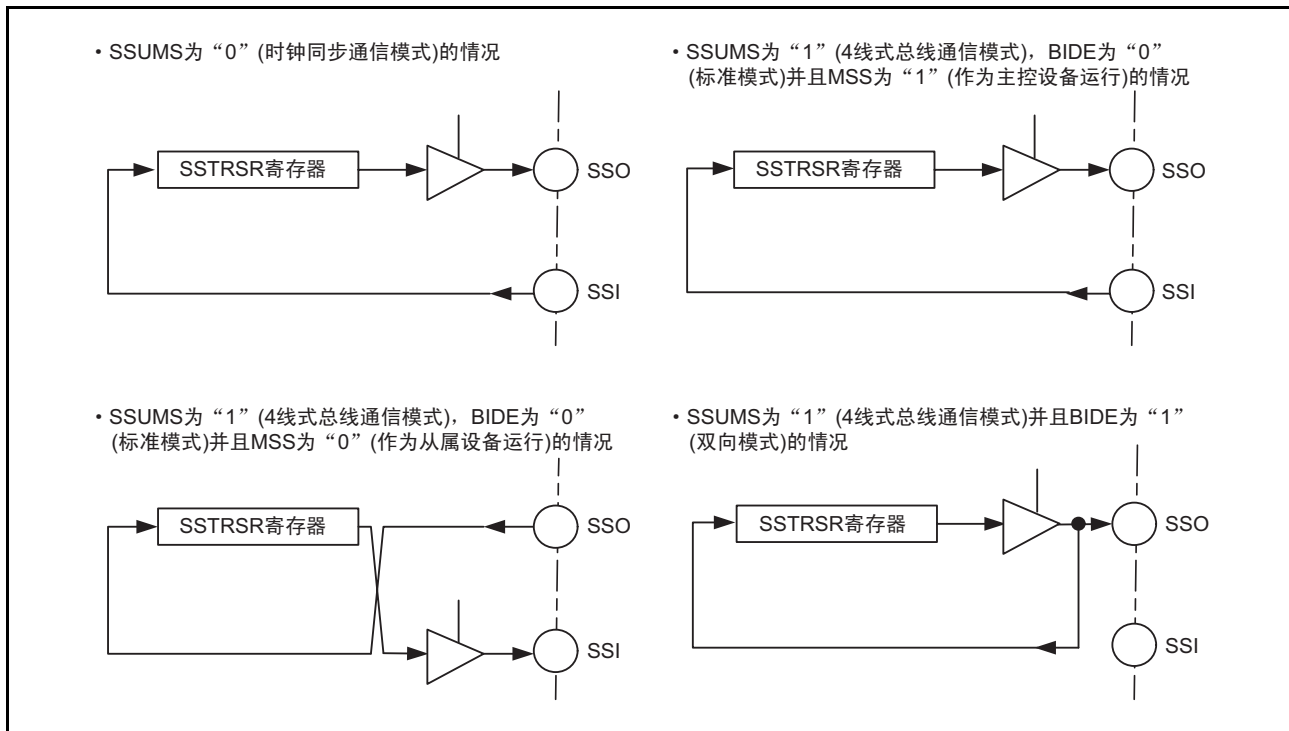 • SSUMS为“0”(时钟同步通信模式)的情况
SSTRSR寄存器
SSO
SSI
• SSUMS为“1”(4线式总线通信模式)，BIDE为“0”
(标准模式)并且MSS为“1”(作为主控设备运行)的情况
SSTRSR寄存器
SSO
SSI
• SSUMS为“1”(4线式总线通信模式)，BIDE为“0”
(标准模式)并且MSS为“0”(作为从属设备运行)的情况
SSTRSR寄存器
SSO
SSI
• SSUMS为“1”(4线式总线通信模式)并且BIDE为“1”
(双向模式)的情况
SSTRSR寄存器
SSO
SSI